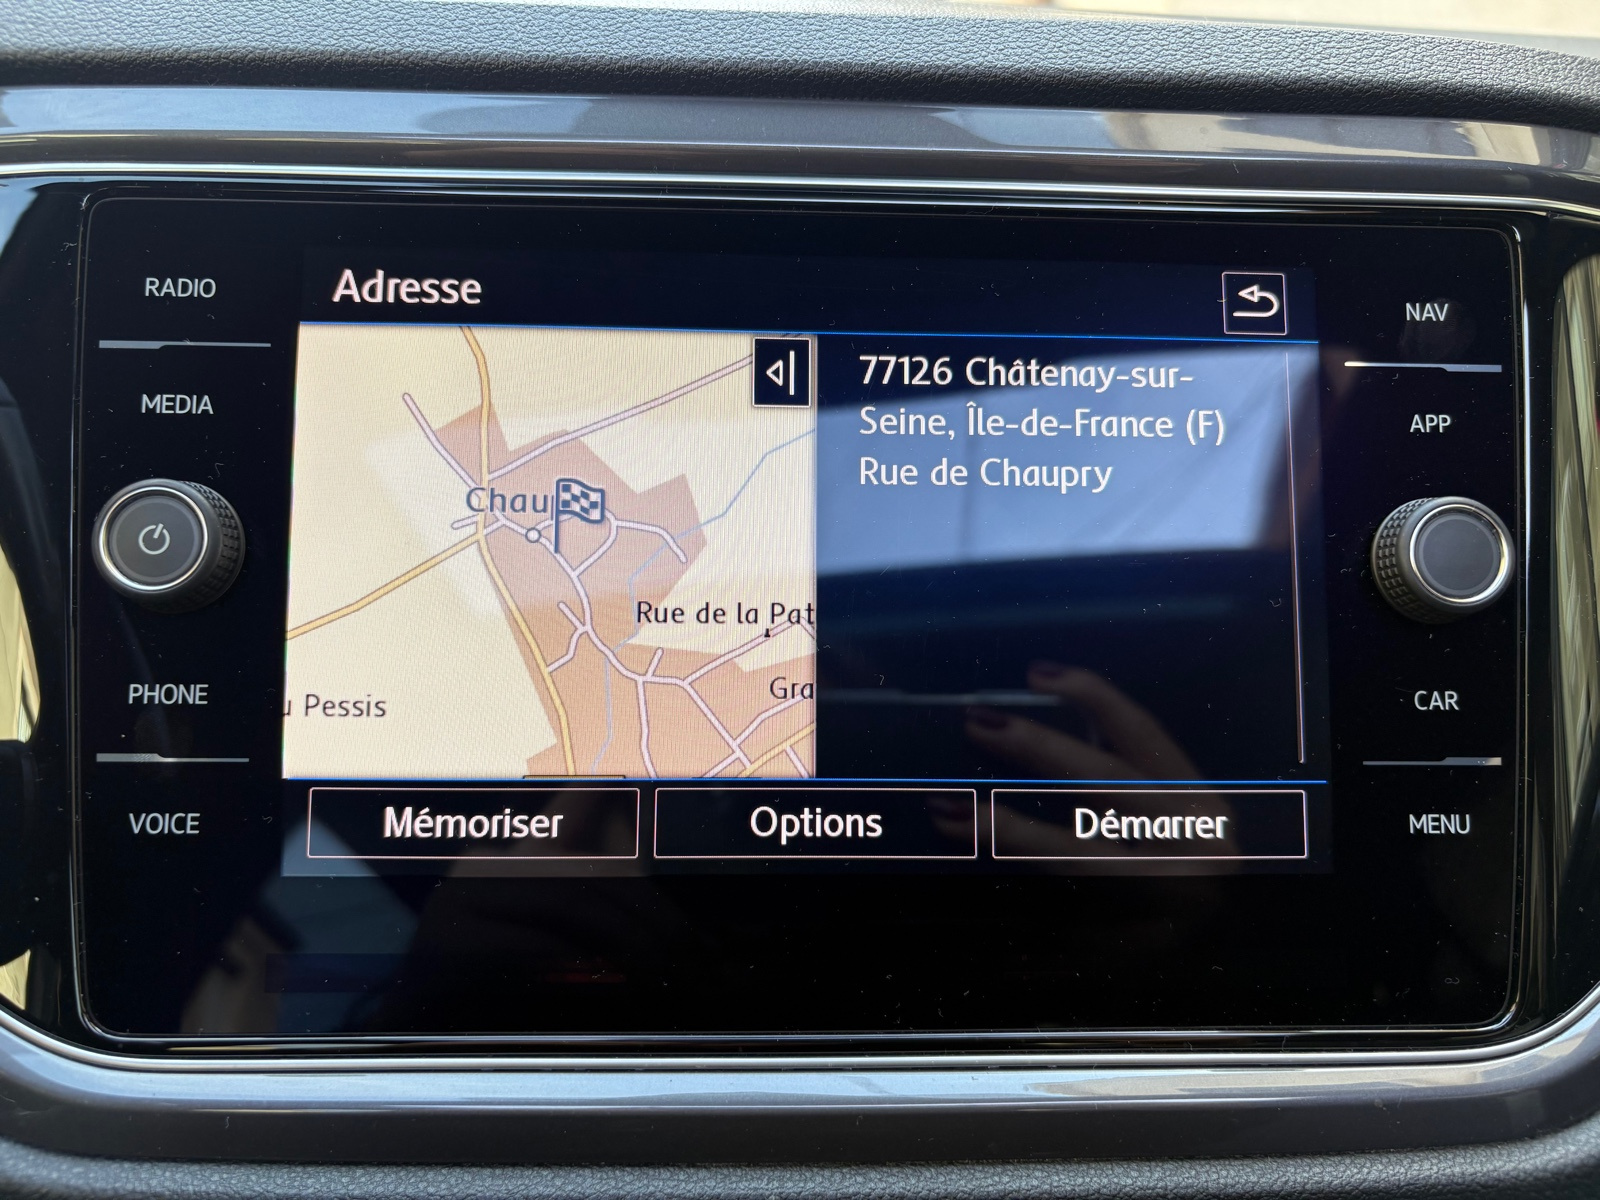 RADIO
MEDIA
PHONE
VOICE
Adresse
Chau
Rue de la Pat
Gra
Pessis
77126 Châtenay-sur-
Seine, Île-de-France (F)
Rue de Chaupry
Mémoriser
Options
Démarrer
NAV
APP
CAR
MENU